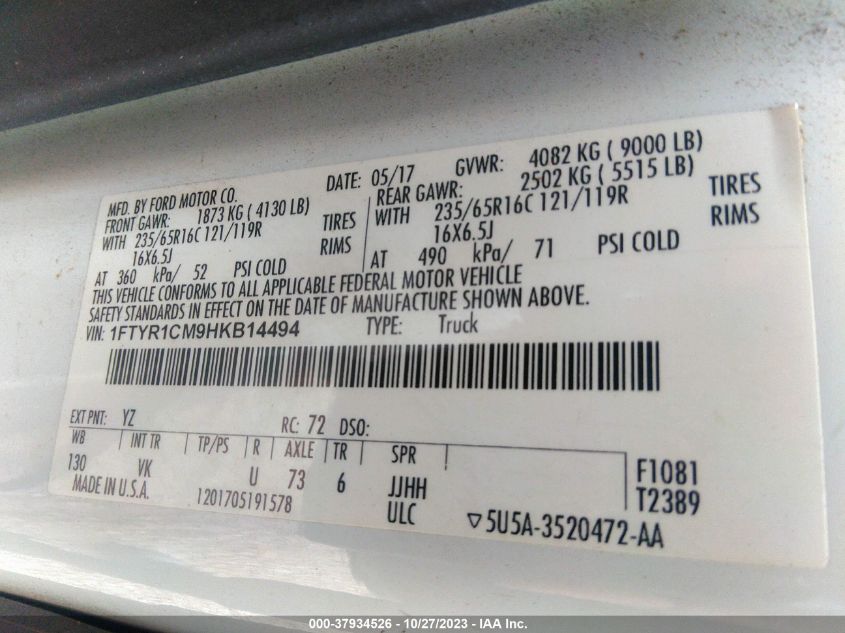 MFD. BY FORD MOTOR CO.
DATE: 05/17
GVWR: 4082 KG ( 9000 LB)
FRONT GAWR: 1873 KG ( 4130 LB)
WITH 235/65R16C 121/119R TIRES
16X6.5J RIMS
AT 360 kPa/ 52 PSI COLD
REAR GAWR: 2502 KG ( 5515 LB)
WITH 235/65R16C 121/119R TIRES
16X6.5J RIMS
AT 490 kPa/ 71 PSI COLD
THIS VEHICLE CONFORMS TO ALL APPLICABLE FEDERAL MOTOR VEHICLE
SAFETY STANDARDS IN EFFECT ON THE DATE OF MANUFACTURE SHOWN ABOVE.
VIN: 1FTYR1CM9HKB14494 TYPE: Truck
EXT PNT: YZ RC: 72 DSO:
WB INT TR TP/PS R AXLE TR SPR
130 VK U 73 6 JJHH F1081
MADE IN U.S.A. 1201705191578 ULC T2389
▽5U5A-3520472-AA
000-37934526 - 10/27/2023 - IAA Inc.